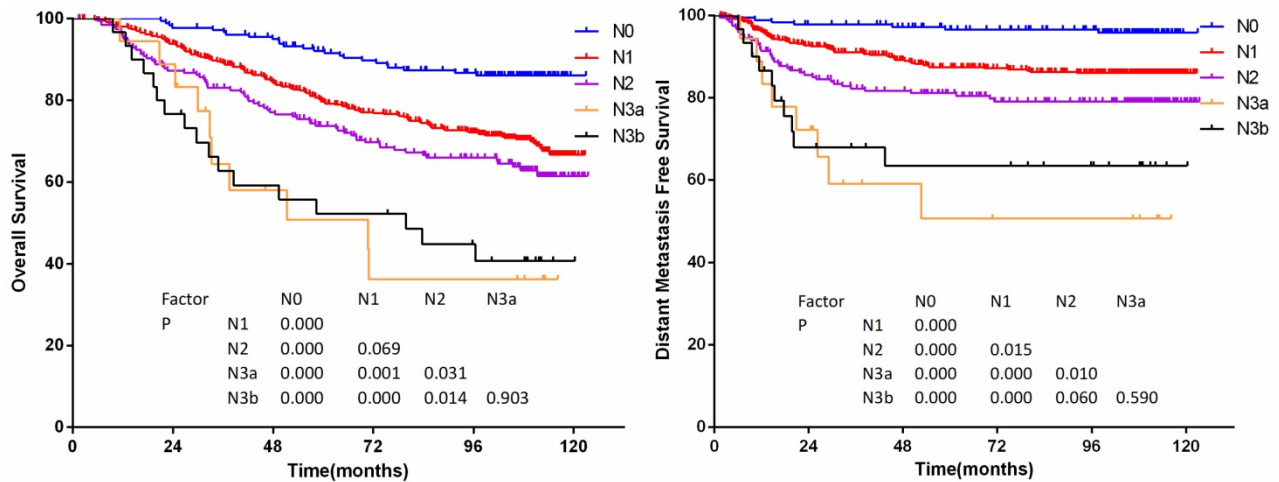 Overall Survival
100
80
60
40
20
0
N0
N1
N2
N3a
N3b
Factor N0 N1 N2 N3a
P N1 0.000
N2 0.000 0.069
N3a 0.000 0.001 0.031
N3b 0.000 0.000 0.014 0.903
0 24 48 72 96 120
Time(months)
Distant Metastasis Free Survival
100
80
60
40
20
0
N0
N1
N2
N3a
N3b
Factor N0 N1 N2 N3a
P N1 0.000
N2 0.000 0.015
N3a 0.000 0.000 0.010
N3b 0.000 0.000 0.060 0.590
0 24 48 72 96 120
Time(months)